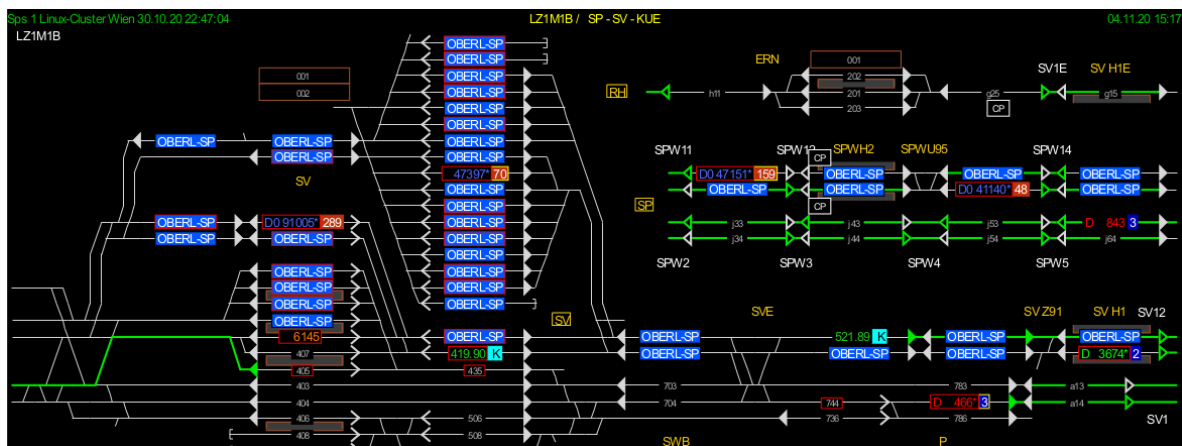 Sps 1 Linux-Cluster Wien 30.10.20 22:47:04 LZ1M1B / SP - SV - KUE 04.11.20 15:17
LZ1M1B
OBERL-SP
OBERL-SP
ERN 001
001 OBERL-SP 202 SV1E SV H1E
002 OBERL-SP RH h11 201 g25 g15
OBERL-SP 203 CP
OBERL-SP
OBERL-SP OBERL-SP OBERL-SP
OBERL-SP OBERL-SP SPW11 SPW12 CP SPWH2 SPWU95 SPW14
SV 47397* 70 D0 47151* 159 OBERL-SP OBERL-SP OBERL-SP
OBERL-SP OBERL-SP OBERL-SP D0 41140* 48 OBERL-SP
OBERL-SP SP CP
OBERL-SP D0 91005* 289 OBERL-SP j33 j43 j53 D 843 3
OBERL-SP OBERL-SP j34 j44 j54 j64
OBERL-SP SPW2 SPW3 SPW4 SPW5
OBERL-SP OBERL-SP
OBERL-SP OBERL-SP
OBERL-SP OBERL-SP
OBERL-SP SV SVE SV Z91 SV H1 SV12
6145 OBERL-SP OBERL-SP 521.89 K OBERL-SP OBERL-SP
407 419.90 K OBERL-SP OBERL-SP OBERL-SP D 3674* 2
405 435
403 703 783 a13
404 704 744 D 466* 3 a14
406 506 736 786 SV1
408 508 SWB P